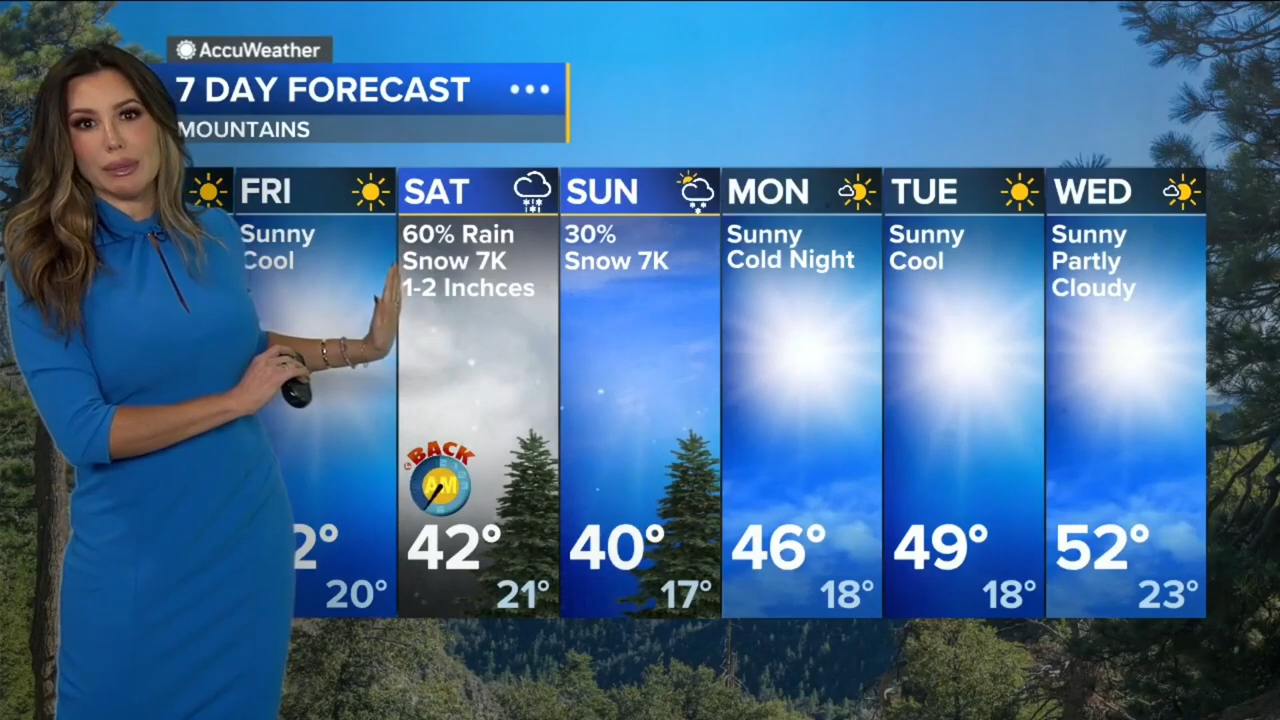 AccuWeather
7 DAY FORECAST
MOUNTAINS
FRI
Sunny
Cool
2°
20°
SAT
60% Rain
Snow 7K
1-2 Inchces
BACK
AM
42°
21°
SUN
30%
Snow 7K
40°
17°
MON
Sunny
Cold Night
46°
18°
TUE
Sunny
Cool
49°
18°
WED
Sunny
Partly
Cloudy
52°
23°